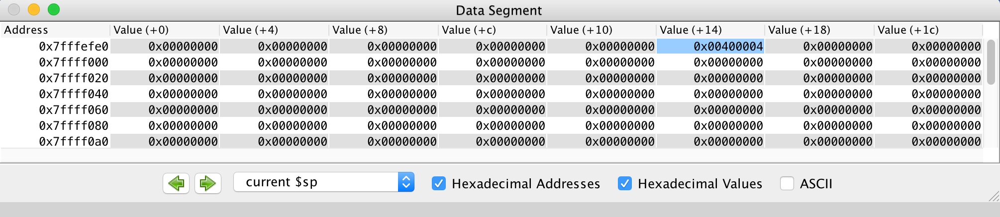 Data Segment
Address Value (+0) Value (+4) Value (+8) Value (+c) Value (+10) Value (+14) Value (+18) Value (+1c)
0x7fffefe0 0x00000000 0x00000000 0x00000000 0x00000000 0x00000000 0x00400004 0x00000000 0x00000000
0x7ffff000 0x00000000 0x00000000 0x00000000 0x00000000 0x00000000 0x00000000 0x00000000 0x00000000
0x7ffff020 0x00000000 0x00000000 0x00000000 0x00000000 0x00000000 0x00000000 0x00000000 0x00000000
0x7ffff040 0x00000000 0x00000000 0x00000000 0x00000000 0x00000000 0x00000000 0x00000000 0x00000000
0x7ffff060 0x00000000 0x00000000 0x00000000 0x00000000 0x00000000 0x00000000 0x00000000 0x00000000
0x7ffff080 0x00000000 0x00000000 0x00000000 0x00000000 0x00000000 0x00000000 0x00000000 0x00000000
0x7ffff0a0 0x00000000 0x00000000 0x00000000 0x00000000 0x00000000 0x00000000 0x00000000 0x00000000
current $sp Hexadecimal Addresses Hexadecimal Values ASCII